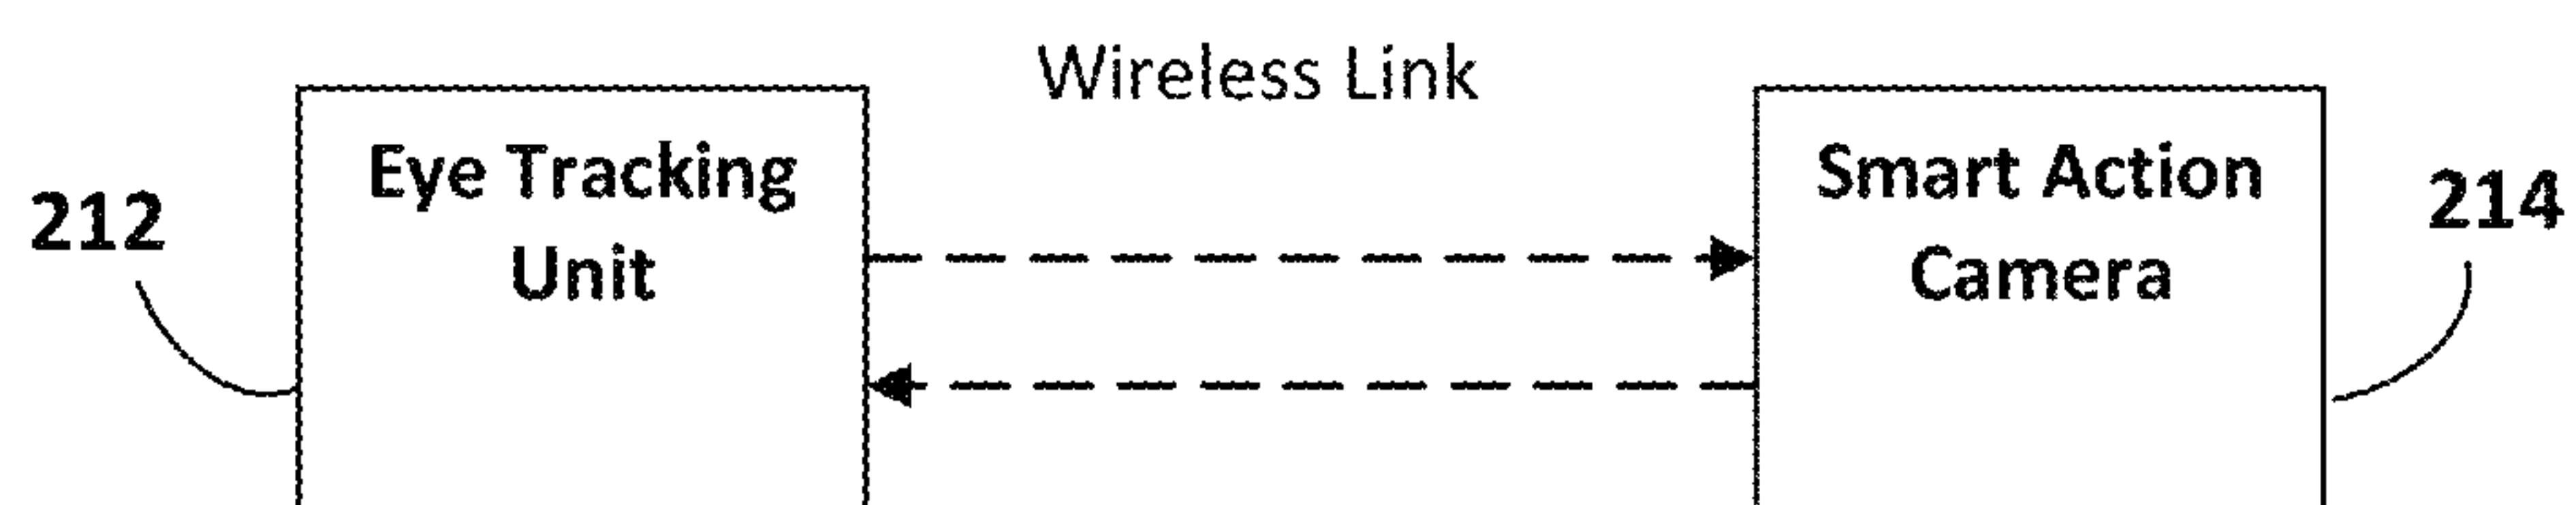 Wireless Link
Eye Tracking
Unit
Smart Action
Camera
212
214